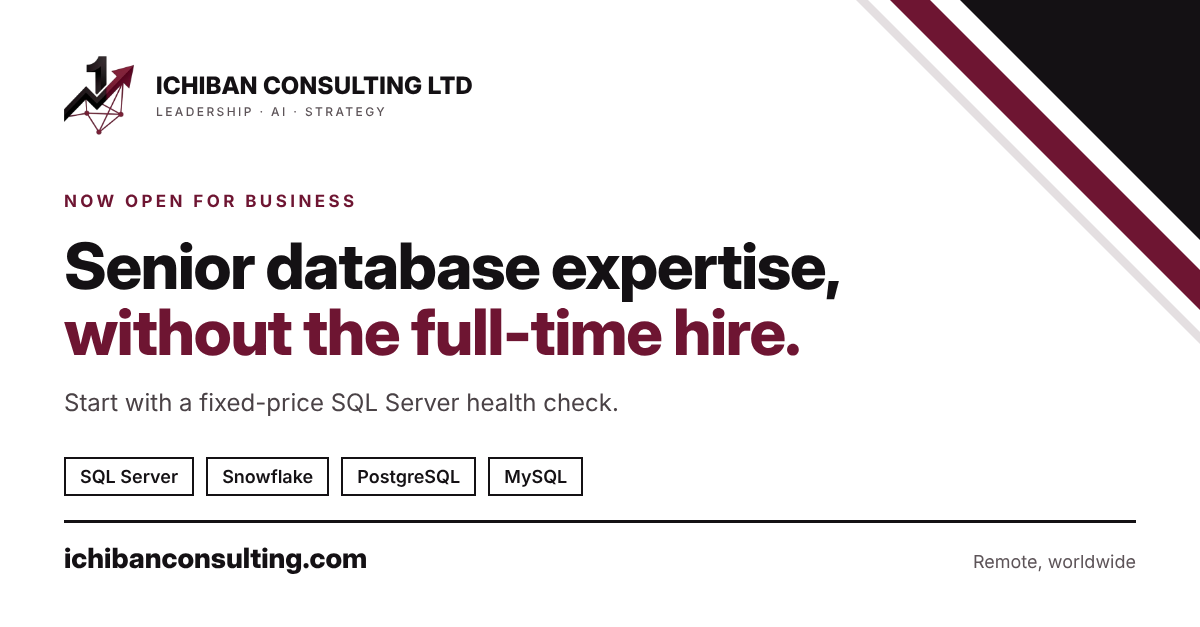 1
ICHIBAN CONSULTING LTD
LEADERSHIP · AI · STRATEGY
NOW OPEN FOR BUSINESS
Senior database expertise,
without the full-time hire.
Start with a fixed-price SQL Server health check.
SQL Server Snowflake PostgreSQL MySQL
ichibanconsulting.com
Remote, worldwide